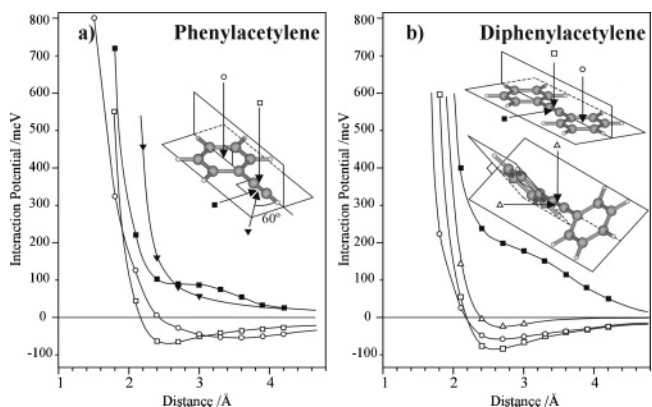 a) Phenylacetylene
Interaction Potential /meV
800
700
600
500
400
300
200
100
0
-100
60°
1 2 3 4
Distance /Å
b) Diphenylacetylene
Interaction Potential /meV
800
700
600
500
400
300
200
100
0
-100
1 2 3 4
Distance /Å